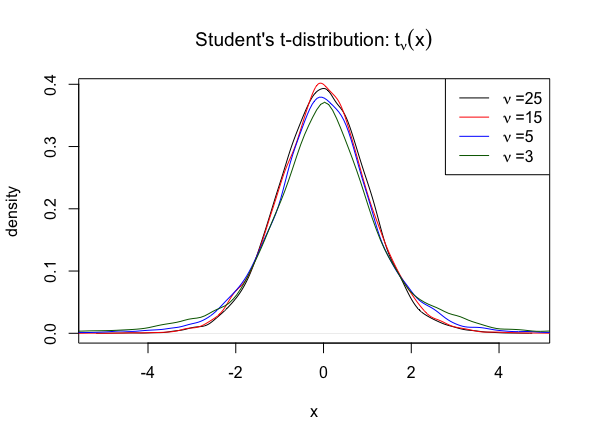 Student's t-distribution: tν(x)
ν =25
ν =15
ν =5
ν =3
density
0.4
0.3
0.2
0.1
0.0
-4 -2 0 2 4
x